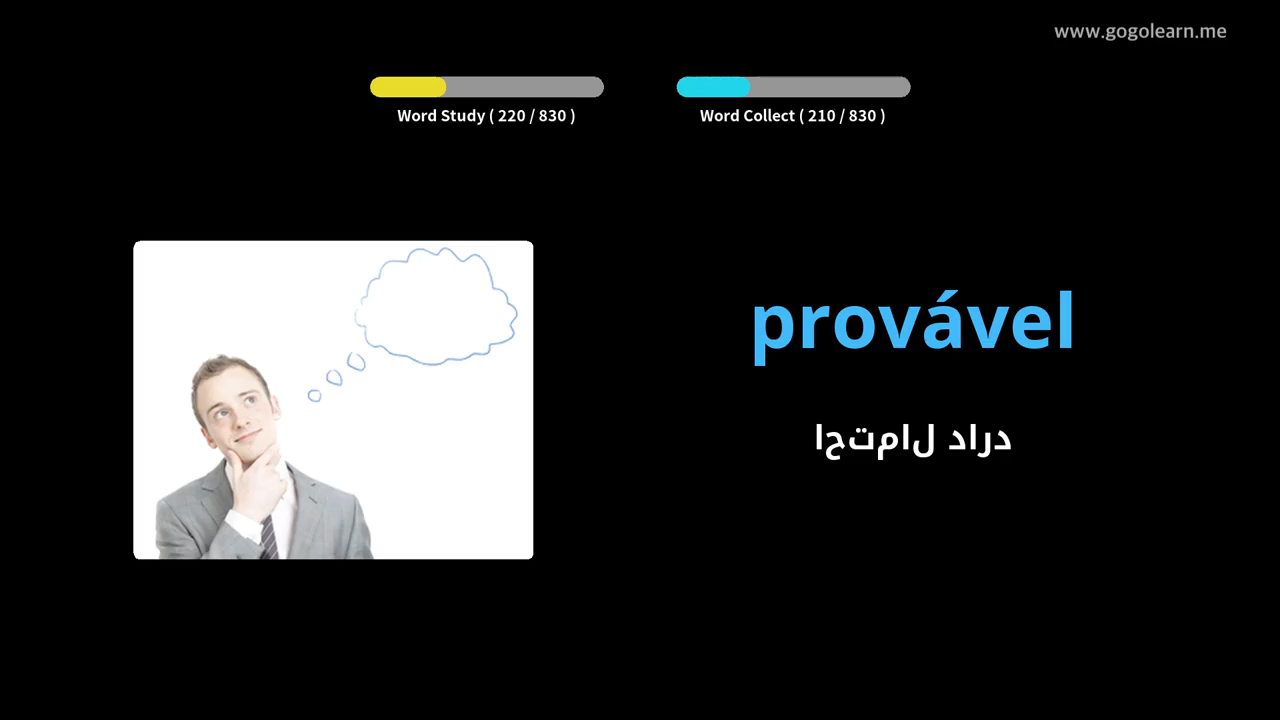 www.gogolearn.me
Word Study ( 220 / 830 )
Word Collect ( 210 / 830 )
provável
احتمال دارد